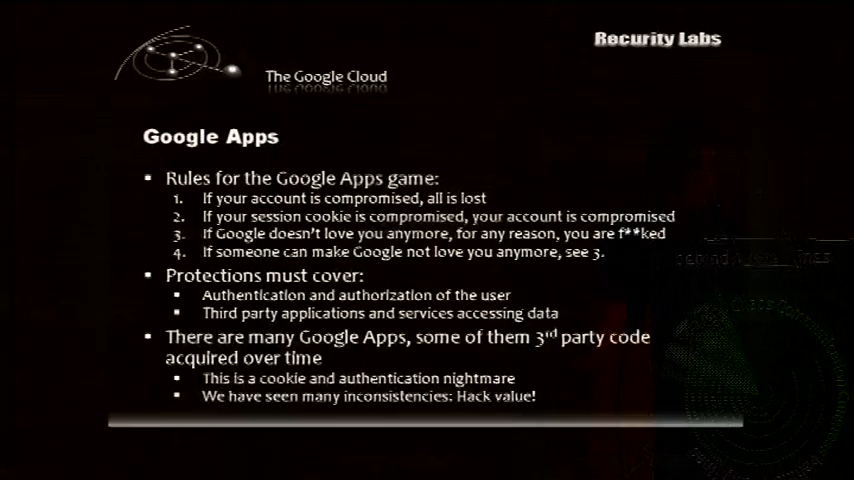 Recurity Labs
The Google Cloud
Google Apps
▪ Rules for the Google Apps game:
1. If your account is compromised, all is lost
2. If your session cookie is compromised, your account is compromised
3. If Google doesn't love you anymore, for any reason, you are f**ked
4. If someone can make Google not love you anymore, see 3.
▪ Protections must cover:
▪ Authentication and authorization of the user
▪ Third party applications and services accessing data
▪ There are many Google Apps, some of them 3rd party code
acquired over time
▪ This is a cookie and authentication nightmare
▪ We have seen many inconsistencies: Hack value!